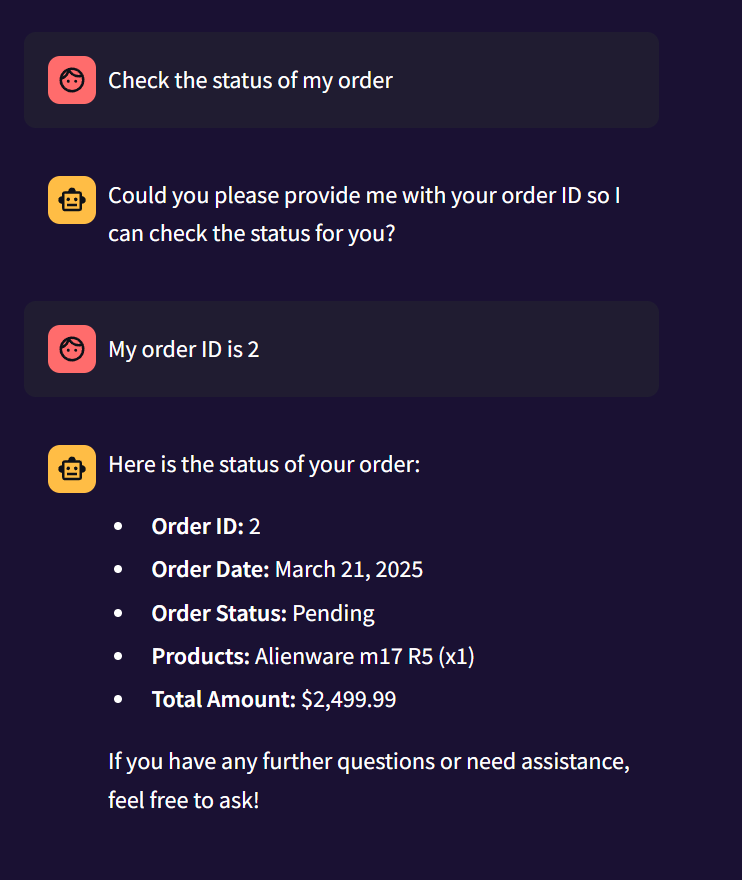 Check the status of my order
Could you please provide me with your order ID so I
can check the status for you?
My order ID is 2
Here is the status of your order:
• Order ID: 2
• Order Date: March 21, 2025
• Order Status: Pending
• Products: Alienware m17 R5 (x1)
• Total Amount: $2,499.99
If you have any further questions or need assistance,
feel free to ask!